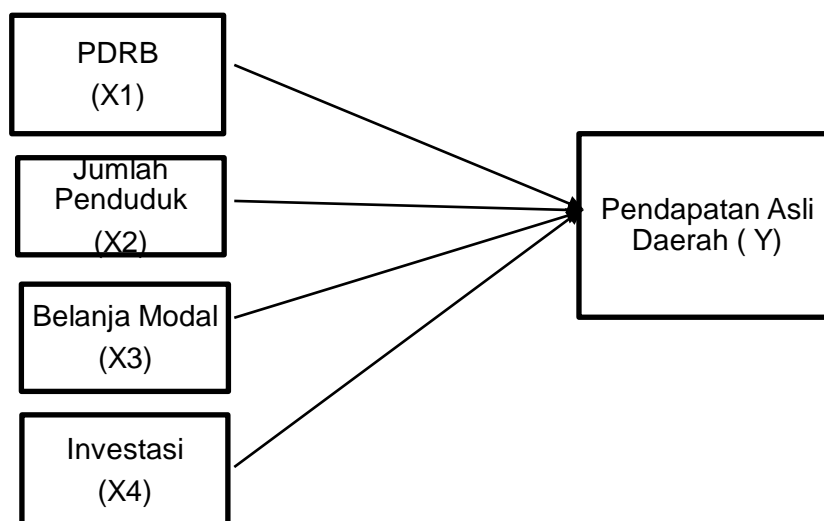 PDRB
(X1)
Jumlah
Penduduk
(X2)
Belanja Modal
(X3)
Investasi
(X4)
Pendapatan Asli
Daerah ( Y)